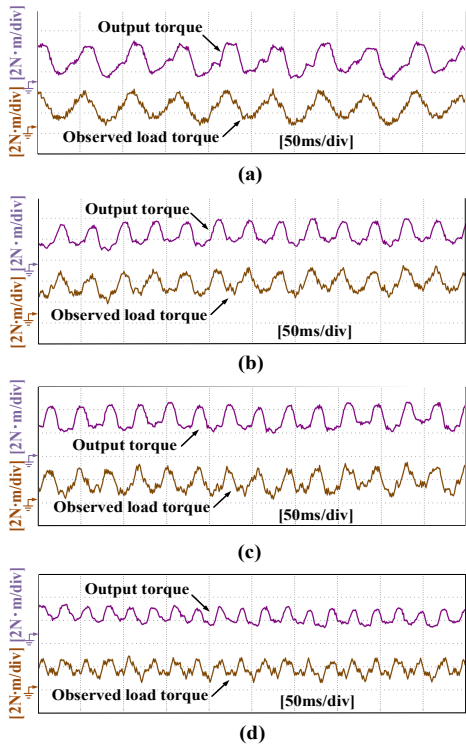 Output torque
[2N·m/div]
[2N·m/div]
Observed load torque
[50ms/div]
(a)
Output torque
[2N·m/div]
[2N·m/div]
Observed load torque
[50ms/div]
(b)
[2N·m/div]
Output torque
[2N·m/div]
Observed load torque
[50ms/div]
(c)
Output torque
[2N·m/div]
[2N·m/div]
Observed load torque
[50ms/div]
(d)